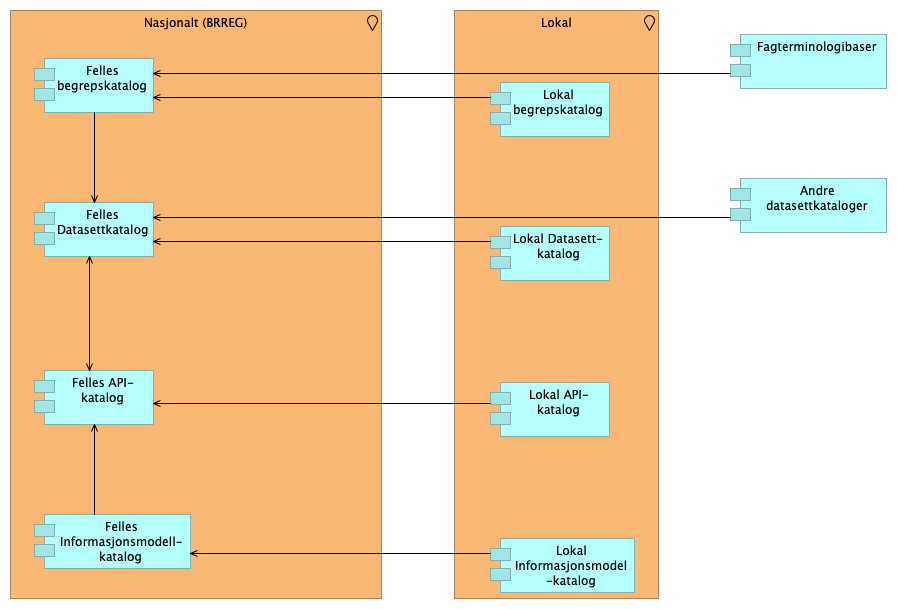 Nasjonalt (BRREG)
Lokal
Felles
begrepskatalog
Lokal
begrepskatalog
Fagterminologibaser
Felles
Datasettkatalog
Lokal Datasett-
katalog
Andre
datasettkataloger
Felles API-
katalog
Lokal API-
katalog
Felles
Informasjonsmodell-
katalog
Lokal
Informasjonsmodel
-katalog